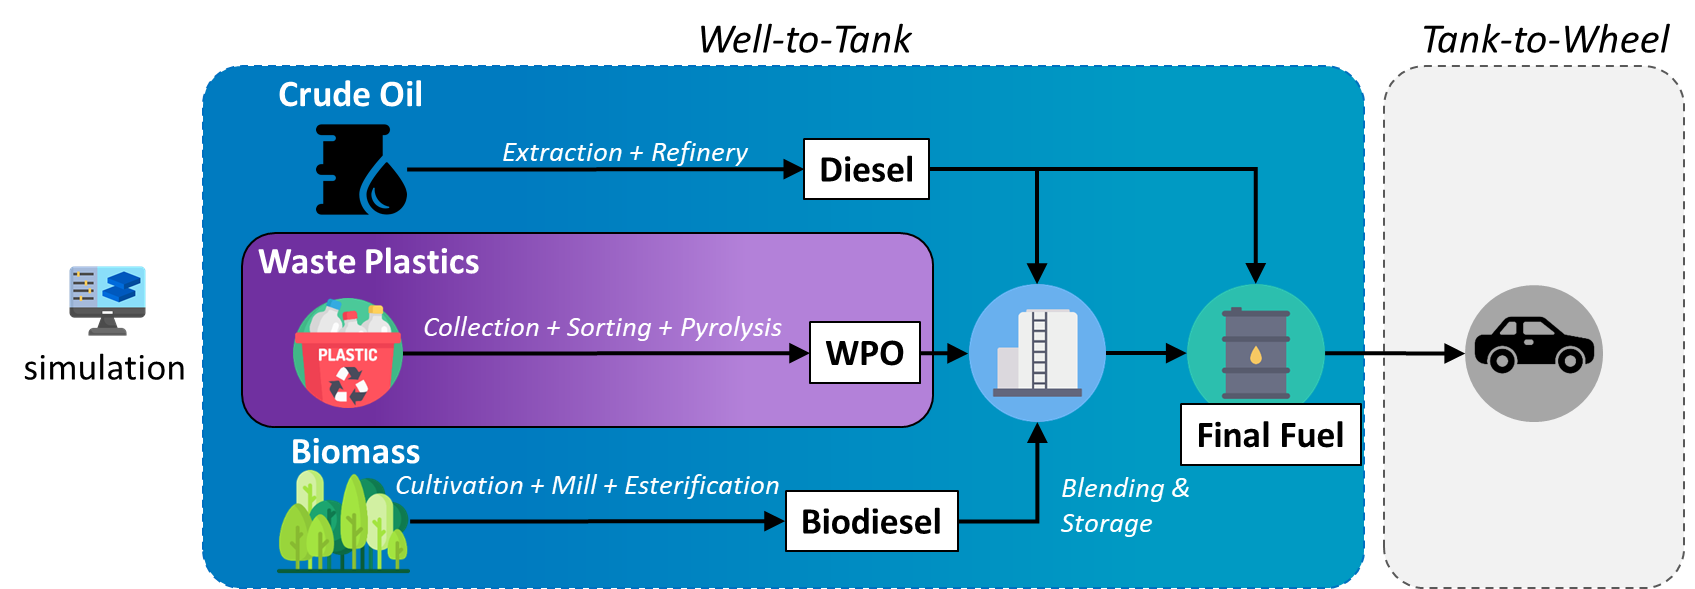 Well-to-Tank
Tank-to-Wheel
Crude Oil
Extraction + Refinery
Diesel
Waste Plastics
Collection + Sorting + Pyrolysis
PLASTIC
WPO
simulation
Final Fuel
Biomass
Cultivation + Mill + Esterification
Biodiesel
Blending &
Storage